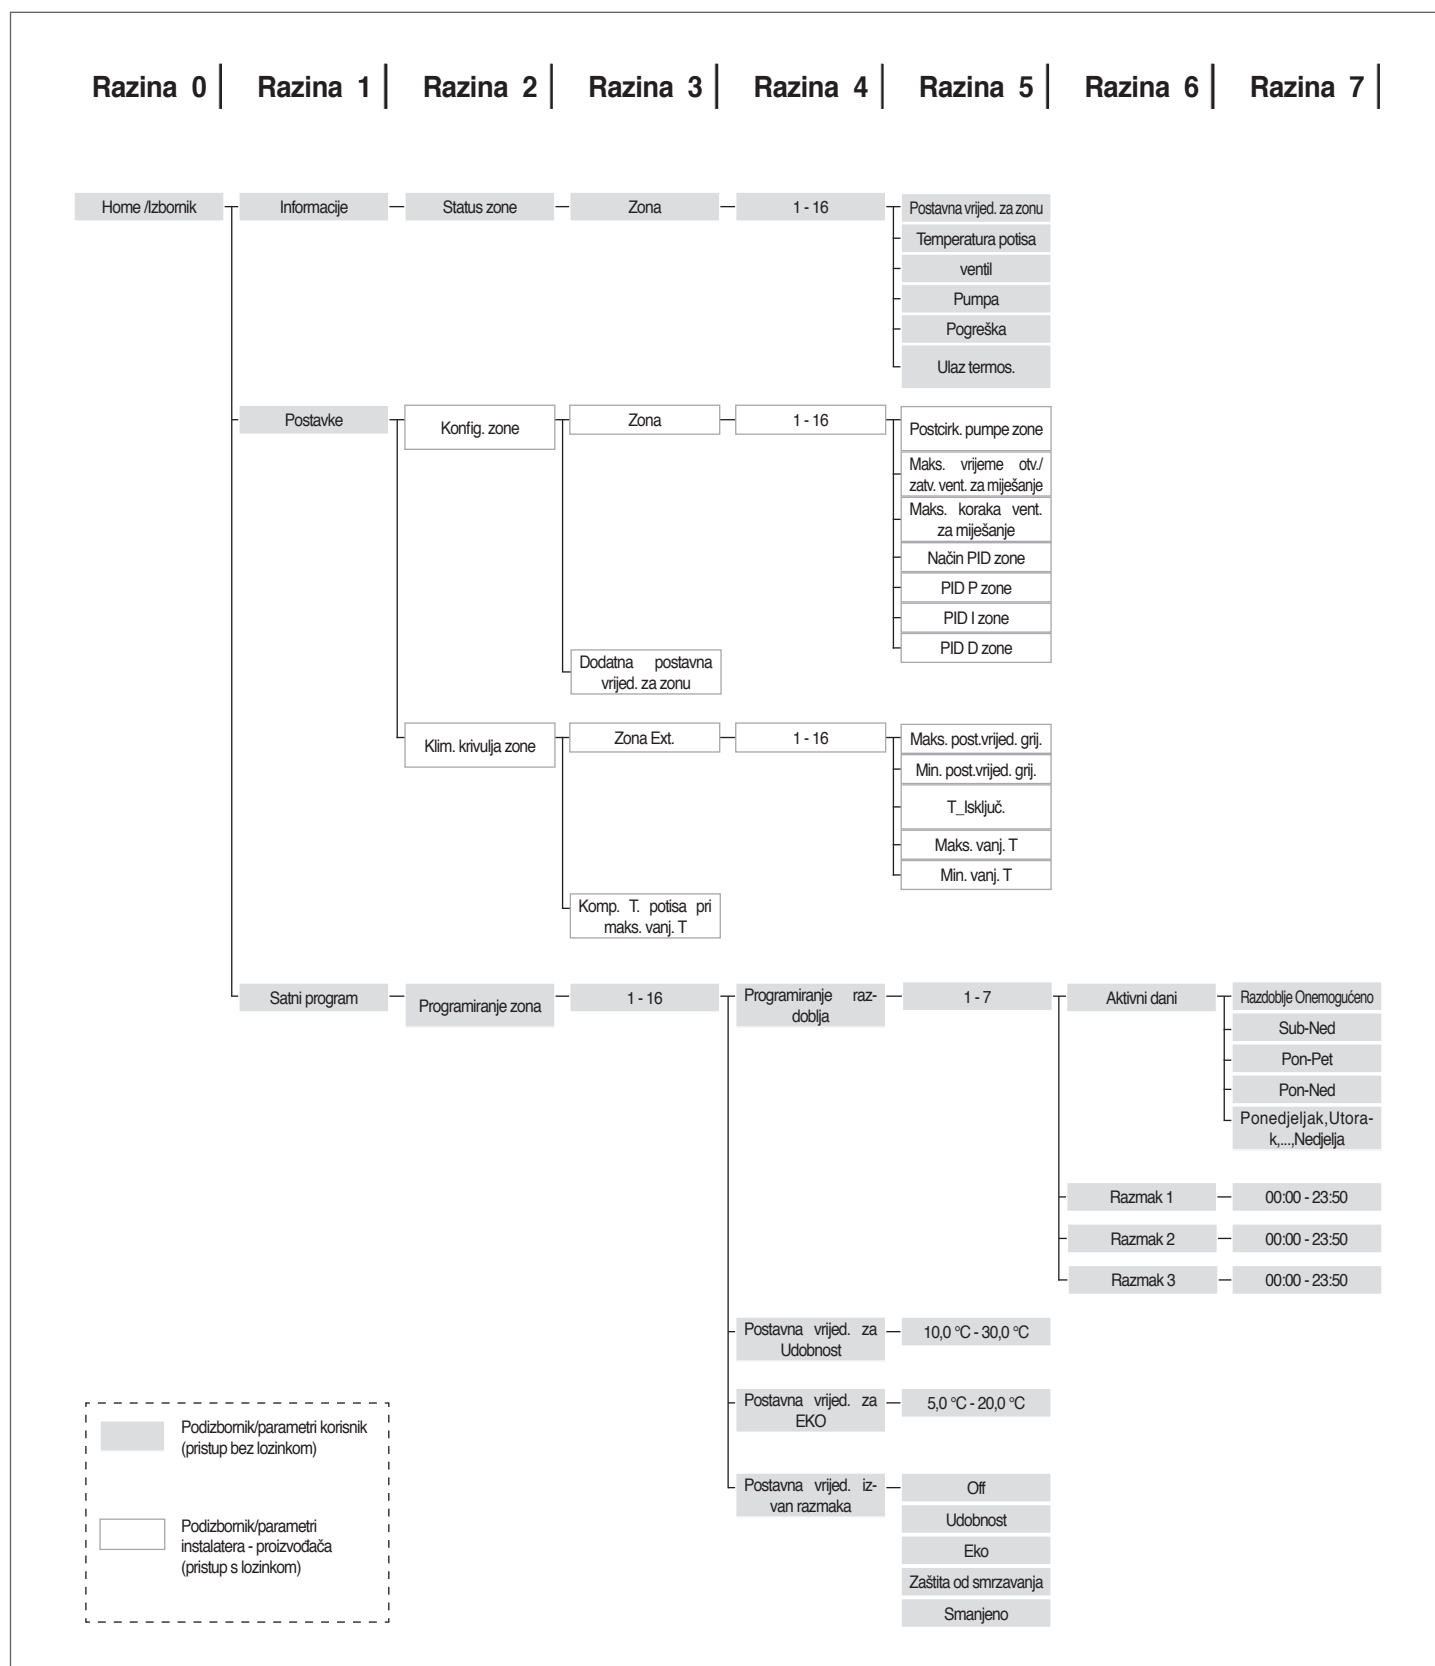 Razina 0
Razina 1
Razina 2
Razina 3
Razina 4
Razina 5
Razina 6
Razina 7
Home /Izbornik
Informacije
Status zone
Zona
1 - 16
Postavna vrijed. za zonu
Temperatura potisa
ventil
Pumpa
Pogreška
Ulaz termos.
Postavke
Konfig. zone
Zona
1 - 16
Postcirk. pumpe zone
Maks. vrijeme otv./
zatv. vent. za miješanje
Maks. koraka vent.
za miješanje
Način PID zone
PID P zone
PID I zone
PID D zone
Dodatna postavna
vrijed. za zonu
Klim. krivulja zone
Zona Ext.
1 - 16
Maks. post.vrijed. grij.
Min. post.vrijed. grij.
T_Isključ.
Maks. vanj. T
Min. vanj. T
Komp. T. potisa pri
maks. vanj. T
Satni program
Programiranje zona
1 - 16
Programiranje raz-
doblja
1 - 7
Aktivni dani
Razdoblje Onemogućeno
Sub-Ned
Pon-Pet
Pon-Ned
Ponedjeljak,Utora-
k,...,Nedjelja
Razmak 1
00:00 - 23:50
Razmak 2
00:00 - 23:50
Razmak 3
00:00 - 23:50
Postavna vrijed. za
Udobnost
10,0 °C - 30,0 °C
Postavna vrijed. za
EKO
5,0 °C - 20,0 °C
Postavna vrijed. iz-
van razmaka
Off
Udobnost
Eko
Zaštita od smrzavanja
Smanjeno
Podizbornik/parametri korisnik
(pristup bez lozinkom)
Podizbornik/parametri
instalatera - proizvođača
(pristup s lozinkom)